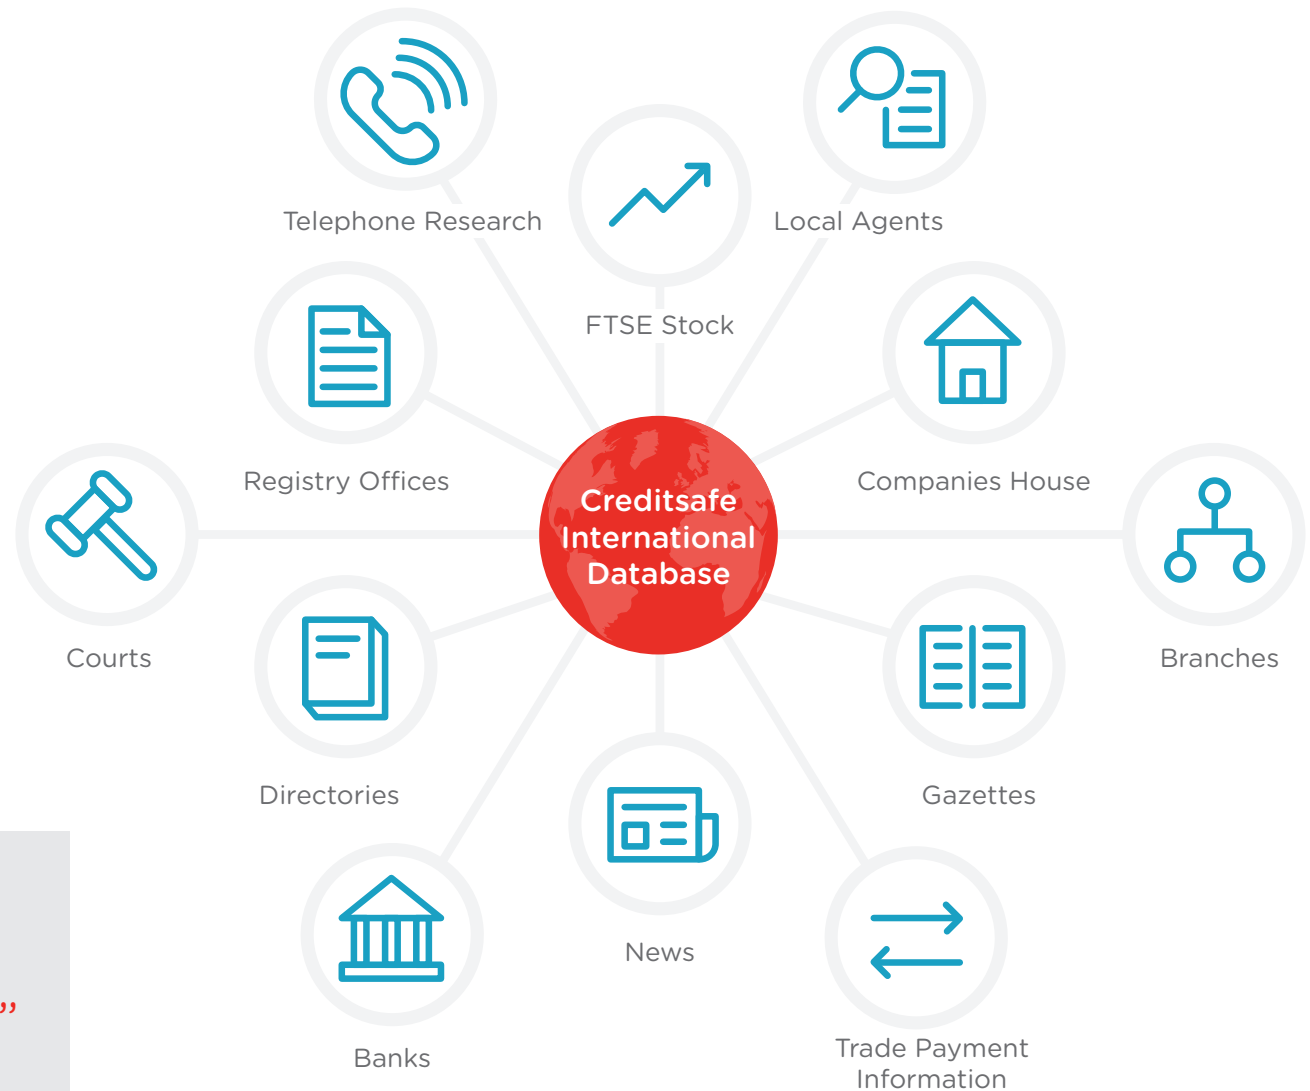 Telephone Research
Local Agents
FTSE Stock
Registry Offices
Companies House
Creditsafe
International
Database
Courts
Branches
Directories
Gazettes
News
Banks
Trade Payment
Information
”